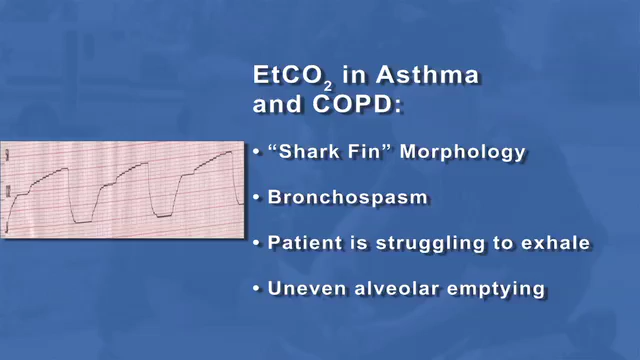 EtCO2 in Asthma
and COPD:
• “Shark Fin” Morphology
• Bronchospasm
• Patient is struggling to exhale
• Uneven alveolar emptying